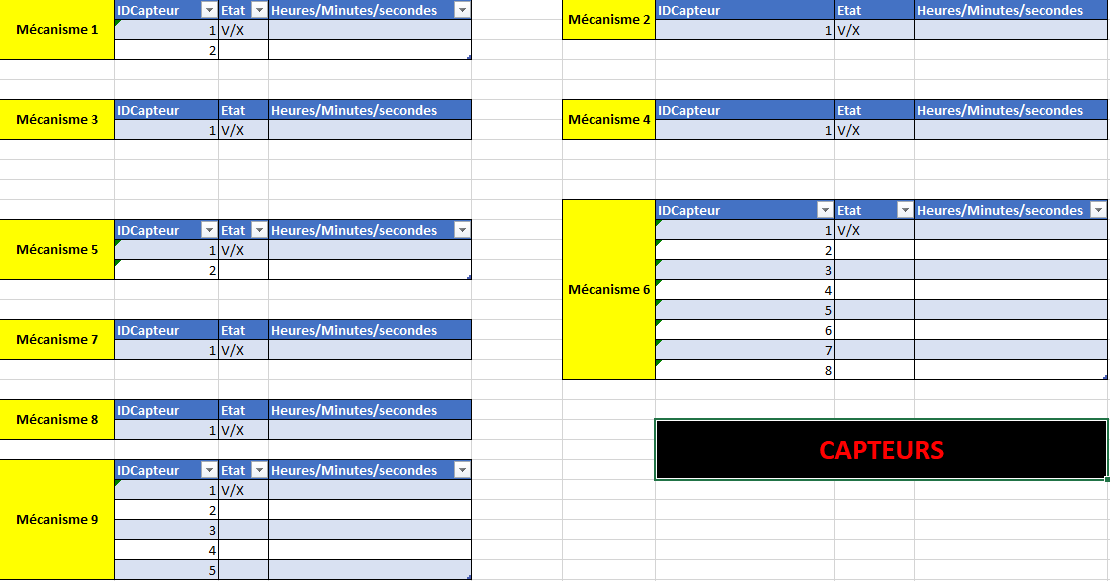 Mécanisme 1
IDCapteur Etat Heures/Minutes/secondes
1 V/X
2
Mécanisme 2
IDCapteur Etat Heures/Minutes/secondes
1 V/X
Mécanisme 3
IDCapteur Etat Heures/Minutes/secondes
1 V/X
Mécanisme 4
IDCapteur Etat Heures/Minutes/secondes
1 V/X
Mécanisme 5
IDCapteur Etat Heures/Minutes/secondes
1 V/X
2
Mécanisme 6
IDCapteur Etat Heures/Minutes/secondes
1 V/X
2
3
4
5
6
7
8
Mécanisme 7
IDCapteur Etat Heures/Minutes/secondes
1 V/X
Mécanisme 8
IDCapteur Etat Heures/Minutes/secondes
1 V/X
CAPTEURS
Mécanisme 9
IDCapteur Etat Heures/Minutes/secondes
1 V/X
2
3
4
5